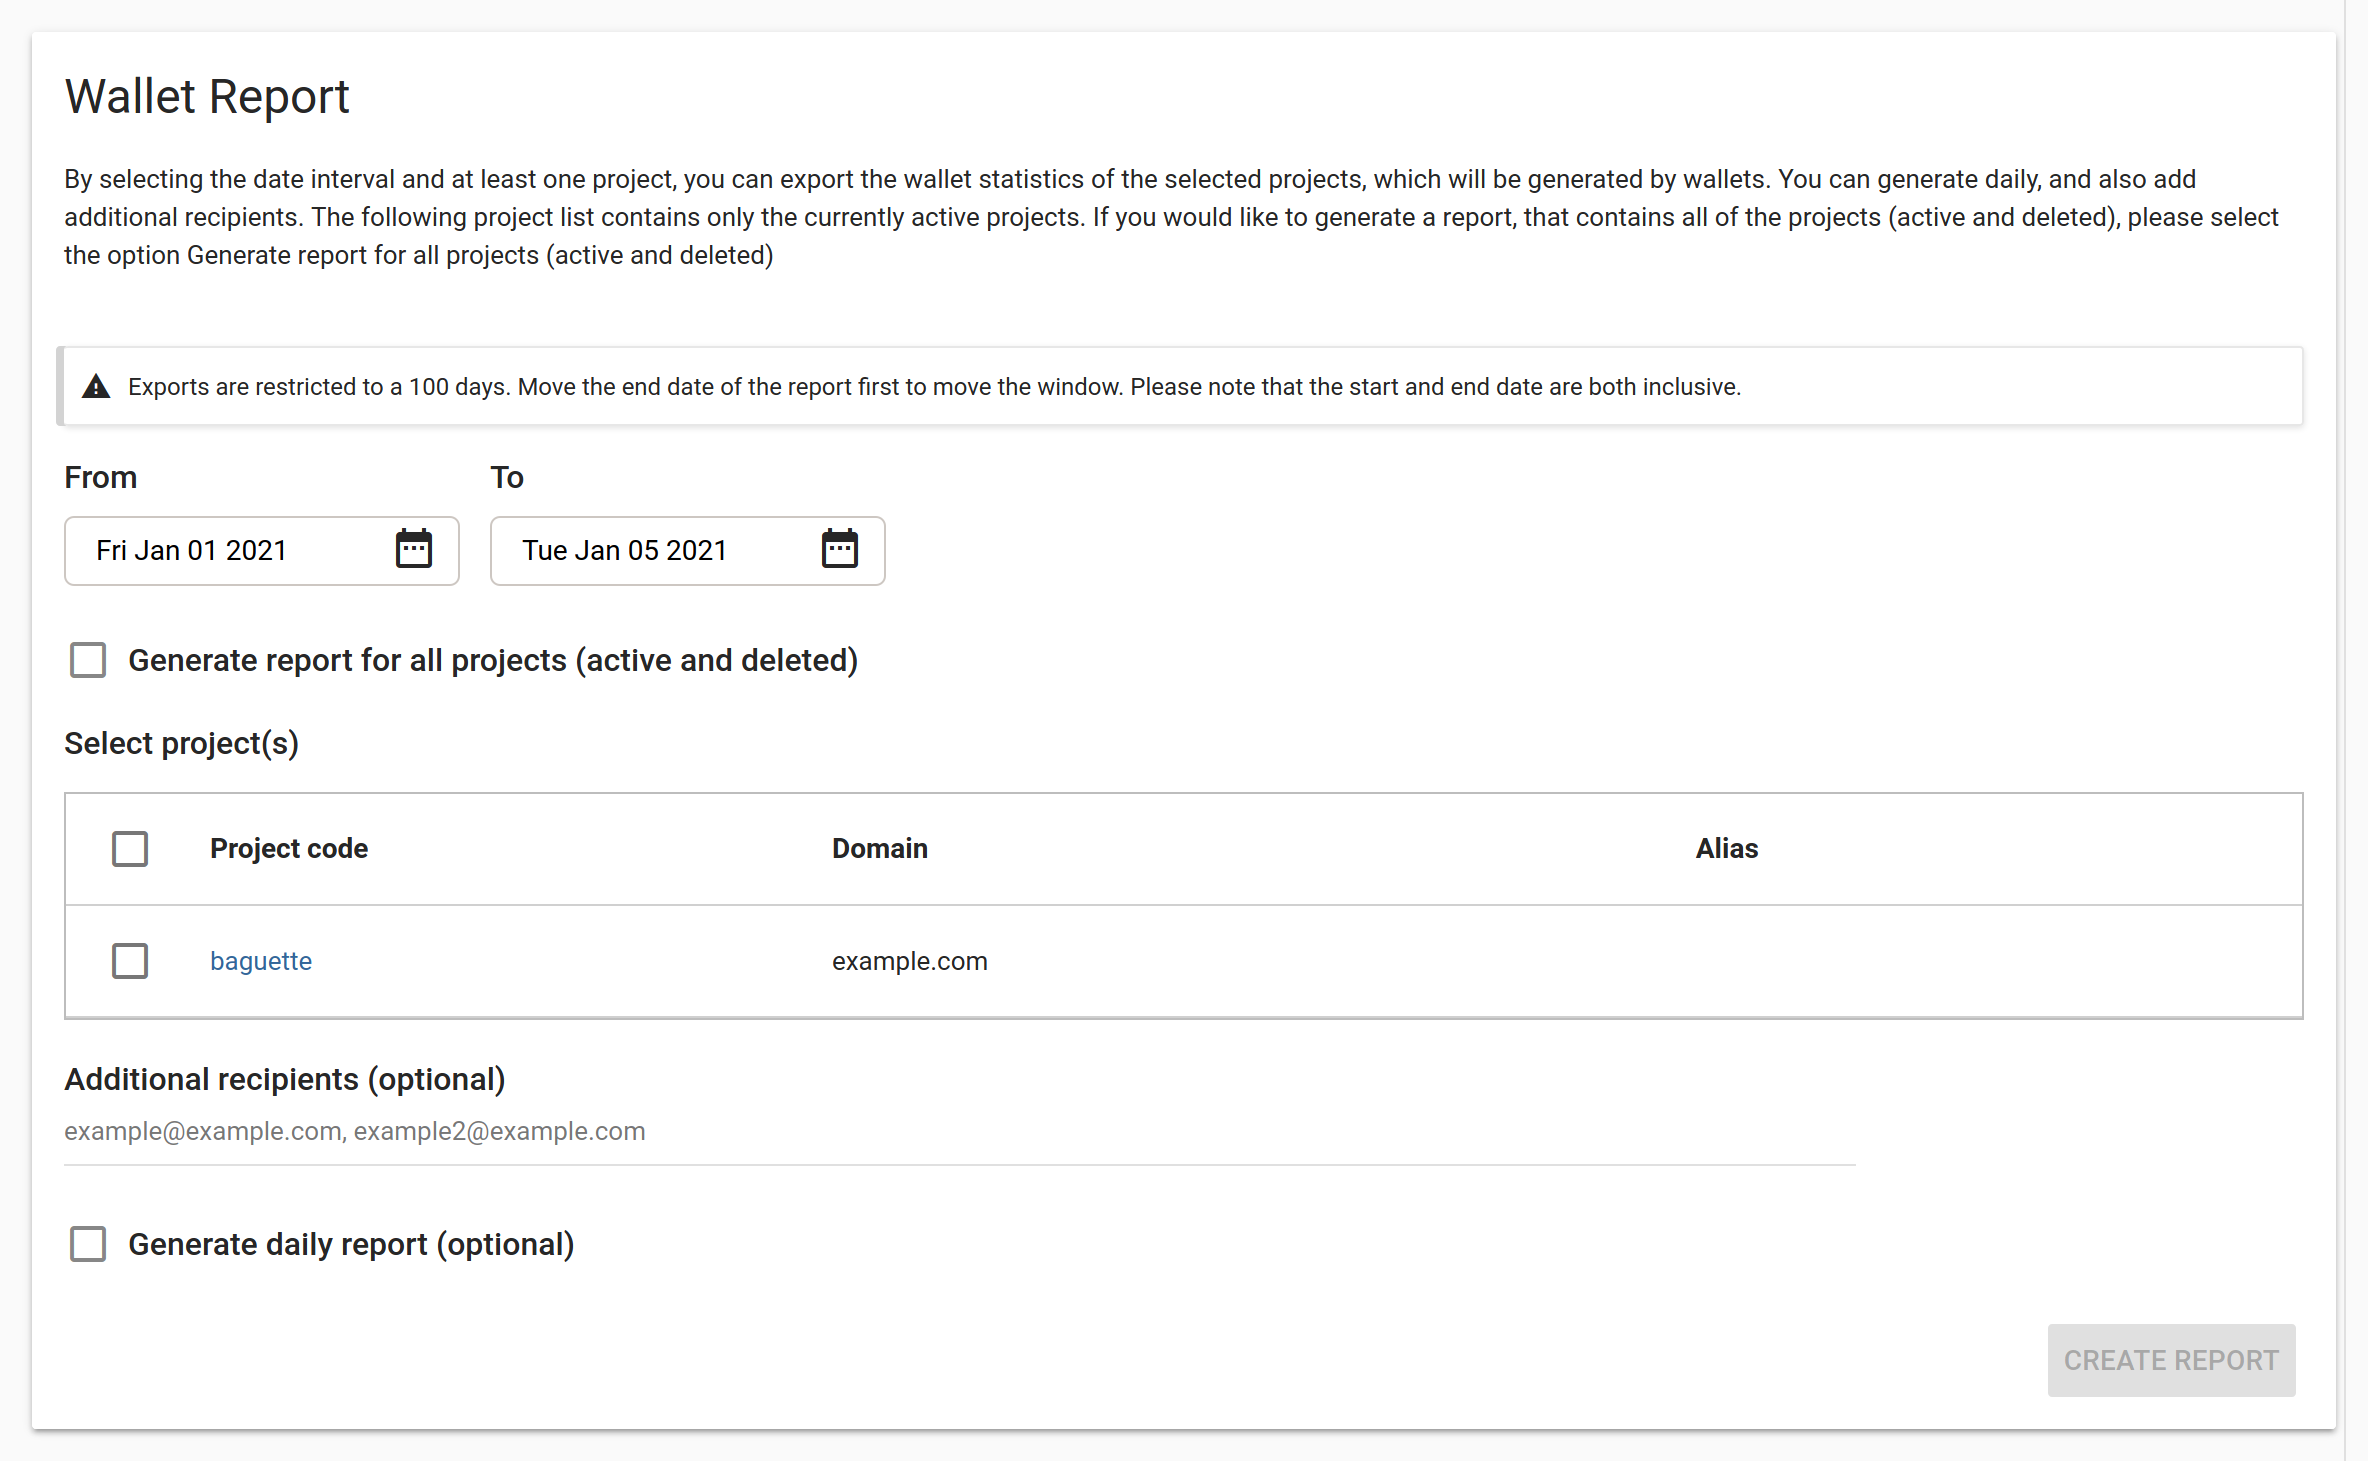 Wallet Report
By selecting the date interval and at least one project, you can export the wallet statistics of the selected projects, which will be generated by wallets. You can generate daily, and also add
additional recipients. The following project list contains only the currently active projects. If you would like to generate a report, that contains all of the projects (active and deleted), please select
the option Generate report for all projects (active and deleted)
Exports are restricted to a 100 days. Move the end date of the report first to move the window. Please note that the start and end date are both inclusive.
From To
Fri Jan 01 2021 Tue Jan 05 2021
Generate report for all projects (active and deleted)
Select project(s)
Project code Domain Alias
baguette example.com
Additional recipients (optional)
example@example.com, example2@example.com
Generate daily report (optional)
CREATE REPORT